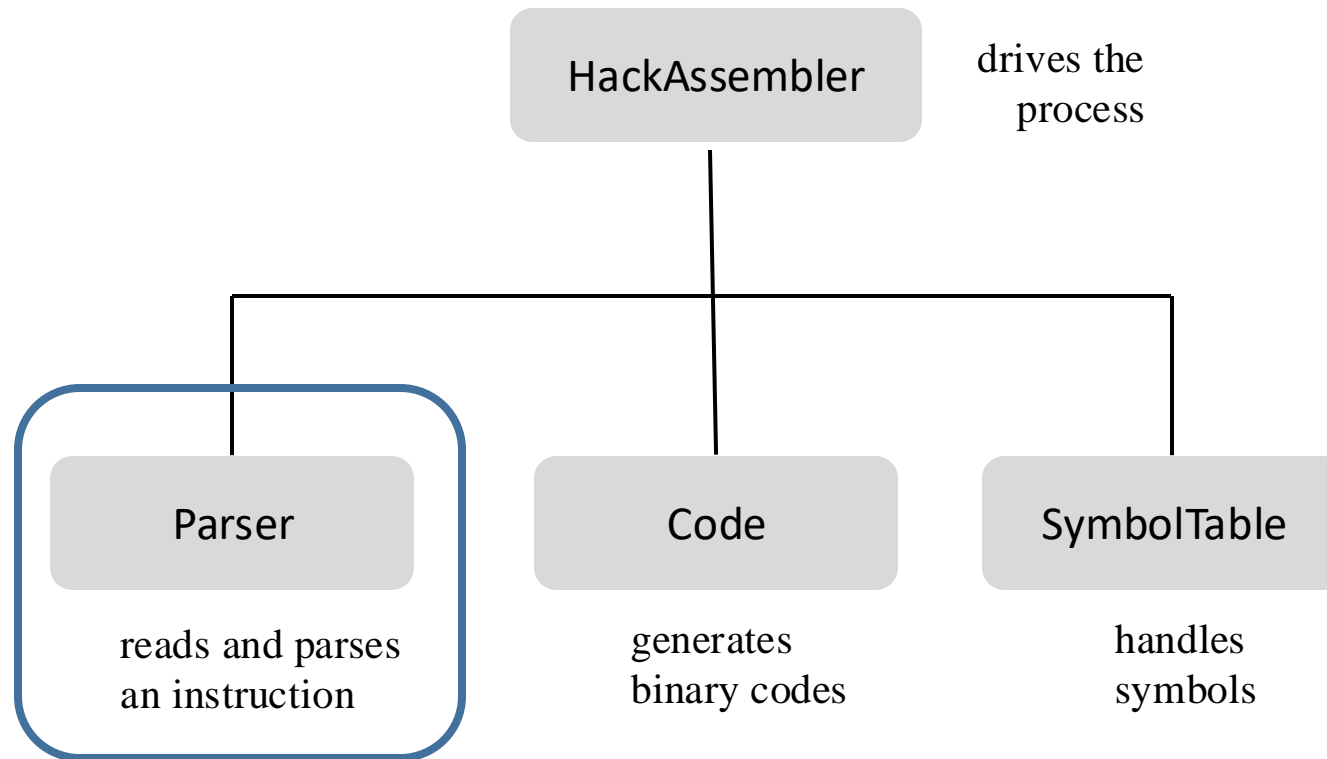 HackAssembler
drives the
process
Parser
Code
SymbolTable
reads and parses
an instruction
generates
binary codes
handles
symbols